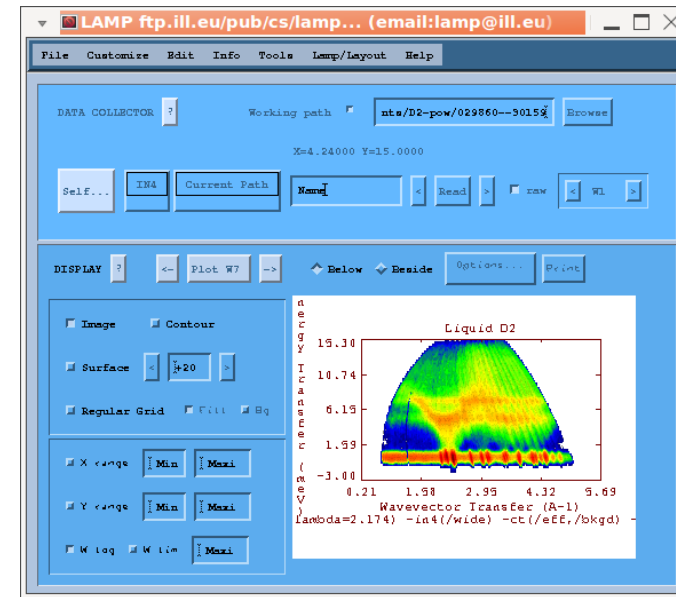 LAMP ftp.ill.eu/pub/cs/lamp... (email:lamp@ill.eu)
File Customize Edit Info Tools Lamp/Layout Help
DATA COLLECTOR ? Working path nts/D2-pow/029860--30159 Browse
X=4.24000 Y=15.0000
Self... IN4 Current Path Name < Read > raw < W1 >
DISPLAY ? <- Plot W7 -> Below Beside Options... Print
Image Contour
Surface < +20 >
Regular Grid Fill Bg
X range Min Maxi
Y range Min Maxi
W log W lim Maxi
Liquid D2
nergy Transfer (meV)
15.30
10.74
6.15
1.59
-3.00
0.21 1.58 2.95 4.32 5.69
Wavevector Transfer (A-1)
lambda=2.174) -in4(/wide) -ct(/eff,/bkgd) -